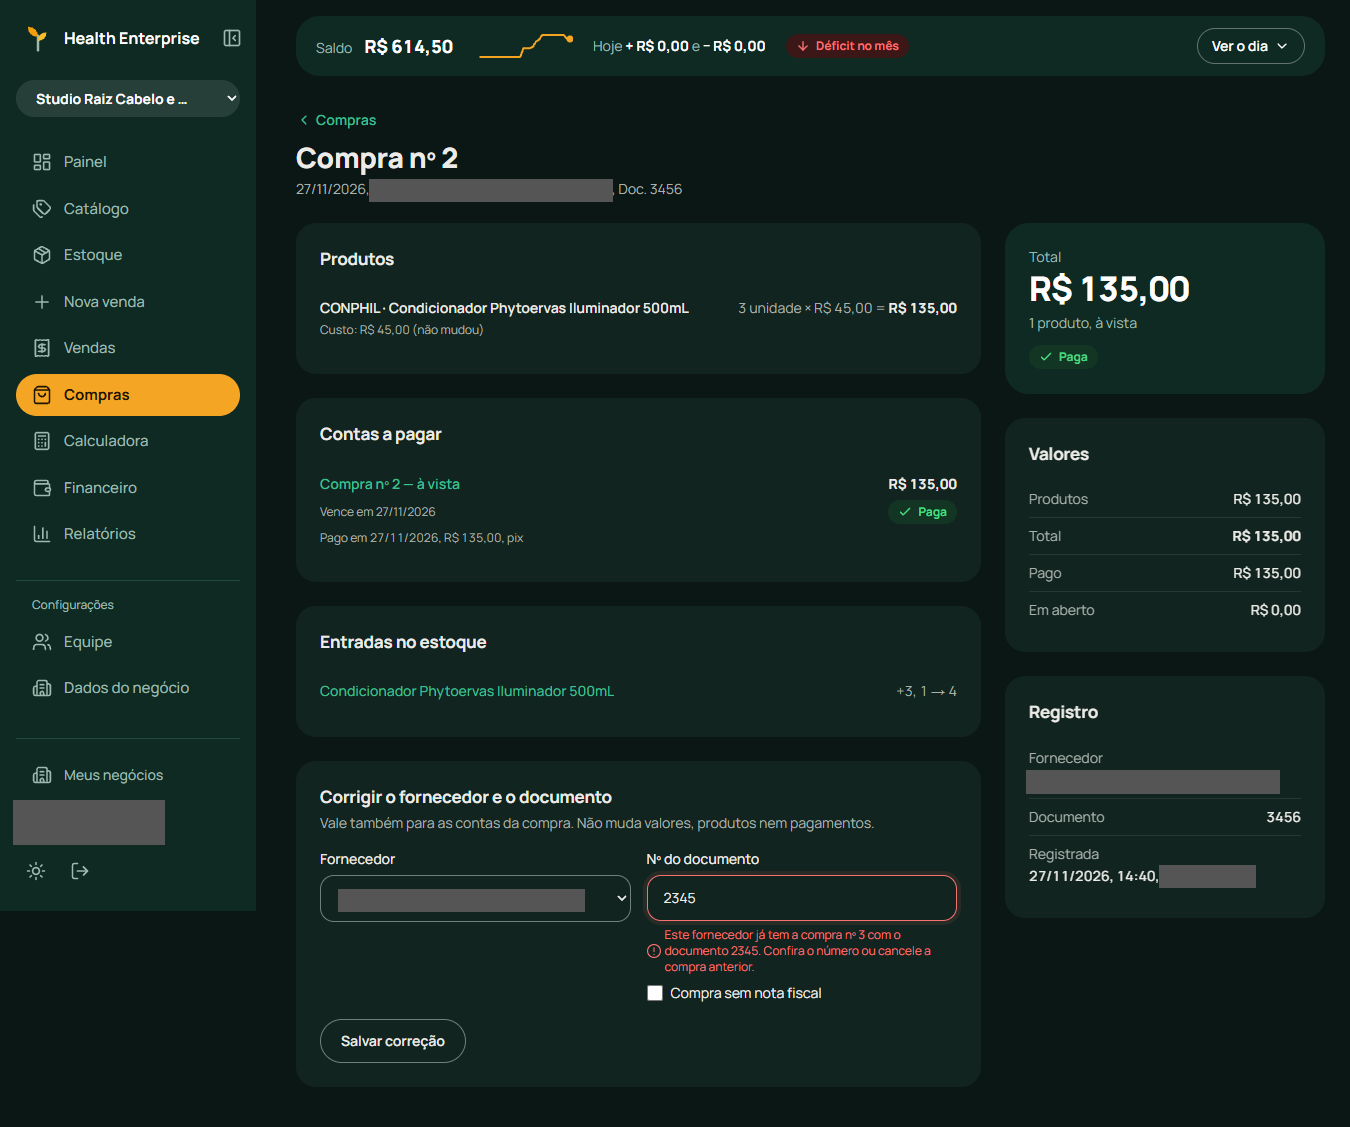 Health Enterprise
Studio Raiz Cabelo e ...
Painel
Catálogo
Estoque
Nova venda
Vendas
Compras
Calculadora
Financeiro
Relatórios
Configurações
Equipe
Dados do negócio
Meus negócios
Saldo R$ 614,50 Hoje + R$ 0,00 e − R$ 0,00 Déficit no mês Ver o dia
Compras
Compra nº 2
27/11/2026, , Doc. 3456
Produtos
CONPHIL · Condicionador Phytoervas Iluminador 500mL 3 unidade × R$ 45,00 = R$ 135,00
Custo: R$ 45,00 (não mudou)
Contas a pagar
Compra nº 2 — à vista R$ 135,00
Vence em 27/11/2026 Paga
Pago em 27/11/2026, R$ 135,00, pix
Entradas no estoque
Condicionador Phytoervas Iluminador 500mL +3, 1 → 4
Corrigir o fornecedor e o documento
Vale também para as contas da compra. Não muda valores, produtos nem pagamentos.
Fornecedor
Nº do documento
2345
Este fornecedor já tem a compra nº 3 com o
documento 2345. Confira o número ou cancele a
compra anterior.
Compra sem nota fiscal
Salvar correção
Total
R$ 135,00
1 produto, à vista
Paga
Valores
Produtos R$ 135,00
Total R$ 135,00
Pago R$ 135,00
Em aberto R$ 0,00
Registro
Fornecedor
Documento 3456
Registrada
27/11/2026, 14:40,